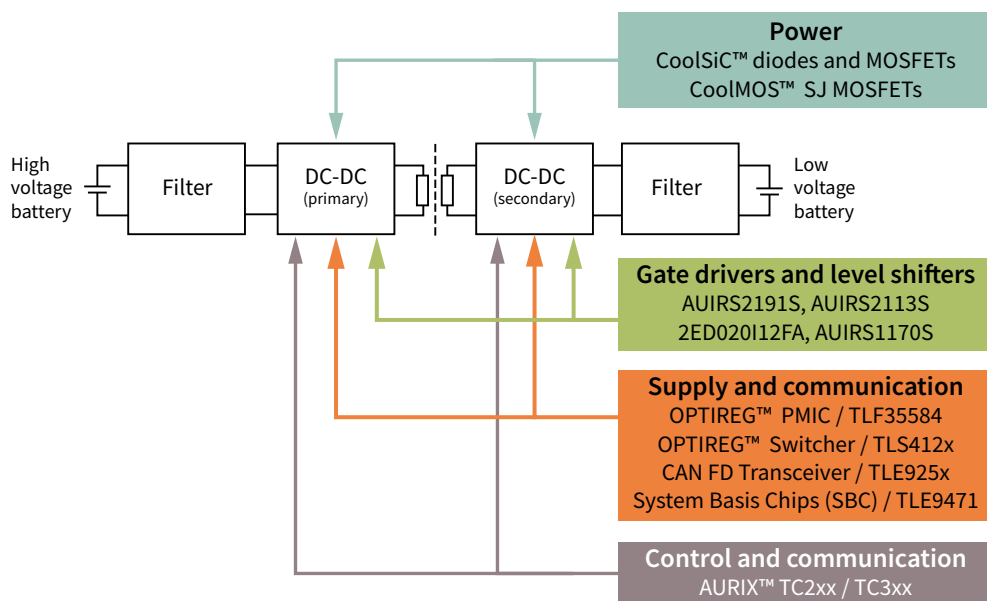 Power
CoolSiC™ diodes and MOSFETs
CoolMOS™ SJ MOSFETs
High
voltage
battery
Filter
DC-DC
(primary)
DC-DC
(secondary)
Filter
Low
voltage
battery
Gate drivers and level shifters
AUIRS2191S, AUIRS2113S
2ED020I12FA, AUIRS1170S
Supply and communication
OPTIREG™ PMIC / TLF35584
OPTIREG™ Switcher / TLS412x
CAN FD Transceiver / TLE925x
System Basis Chips (SBC) / TLE9471
Control and communication
AURIX™ TC2xx / TC3xx